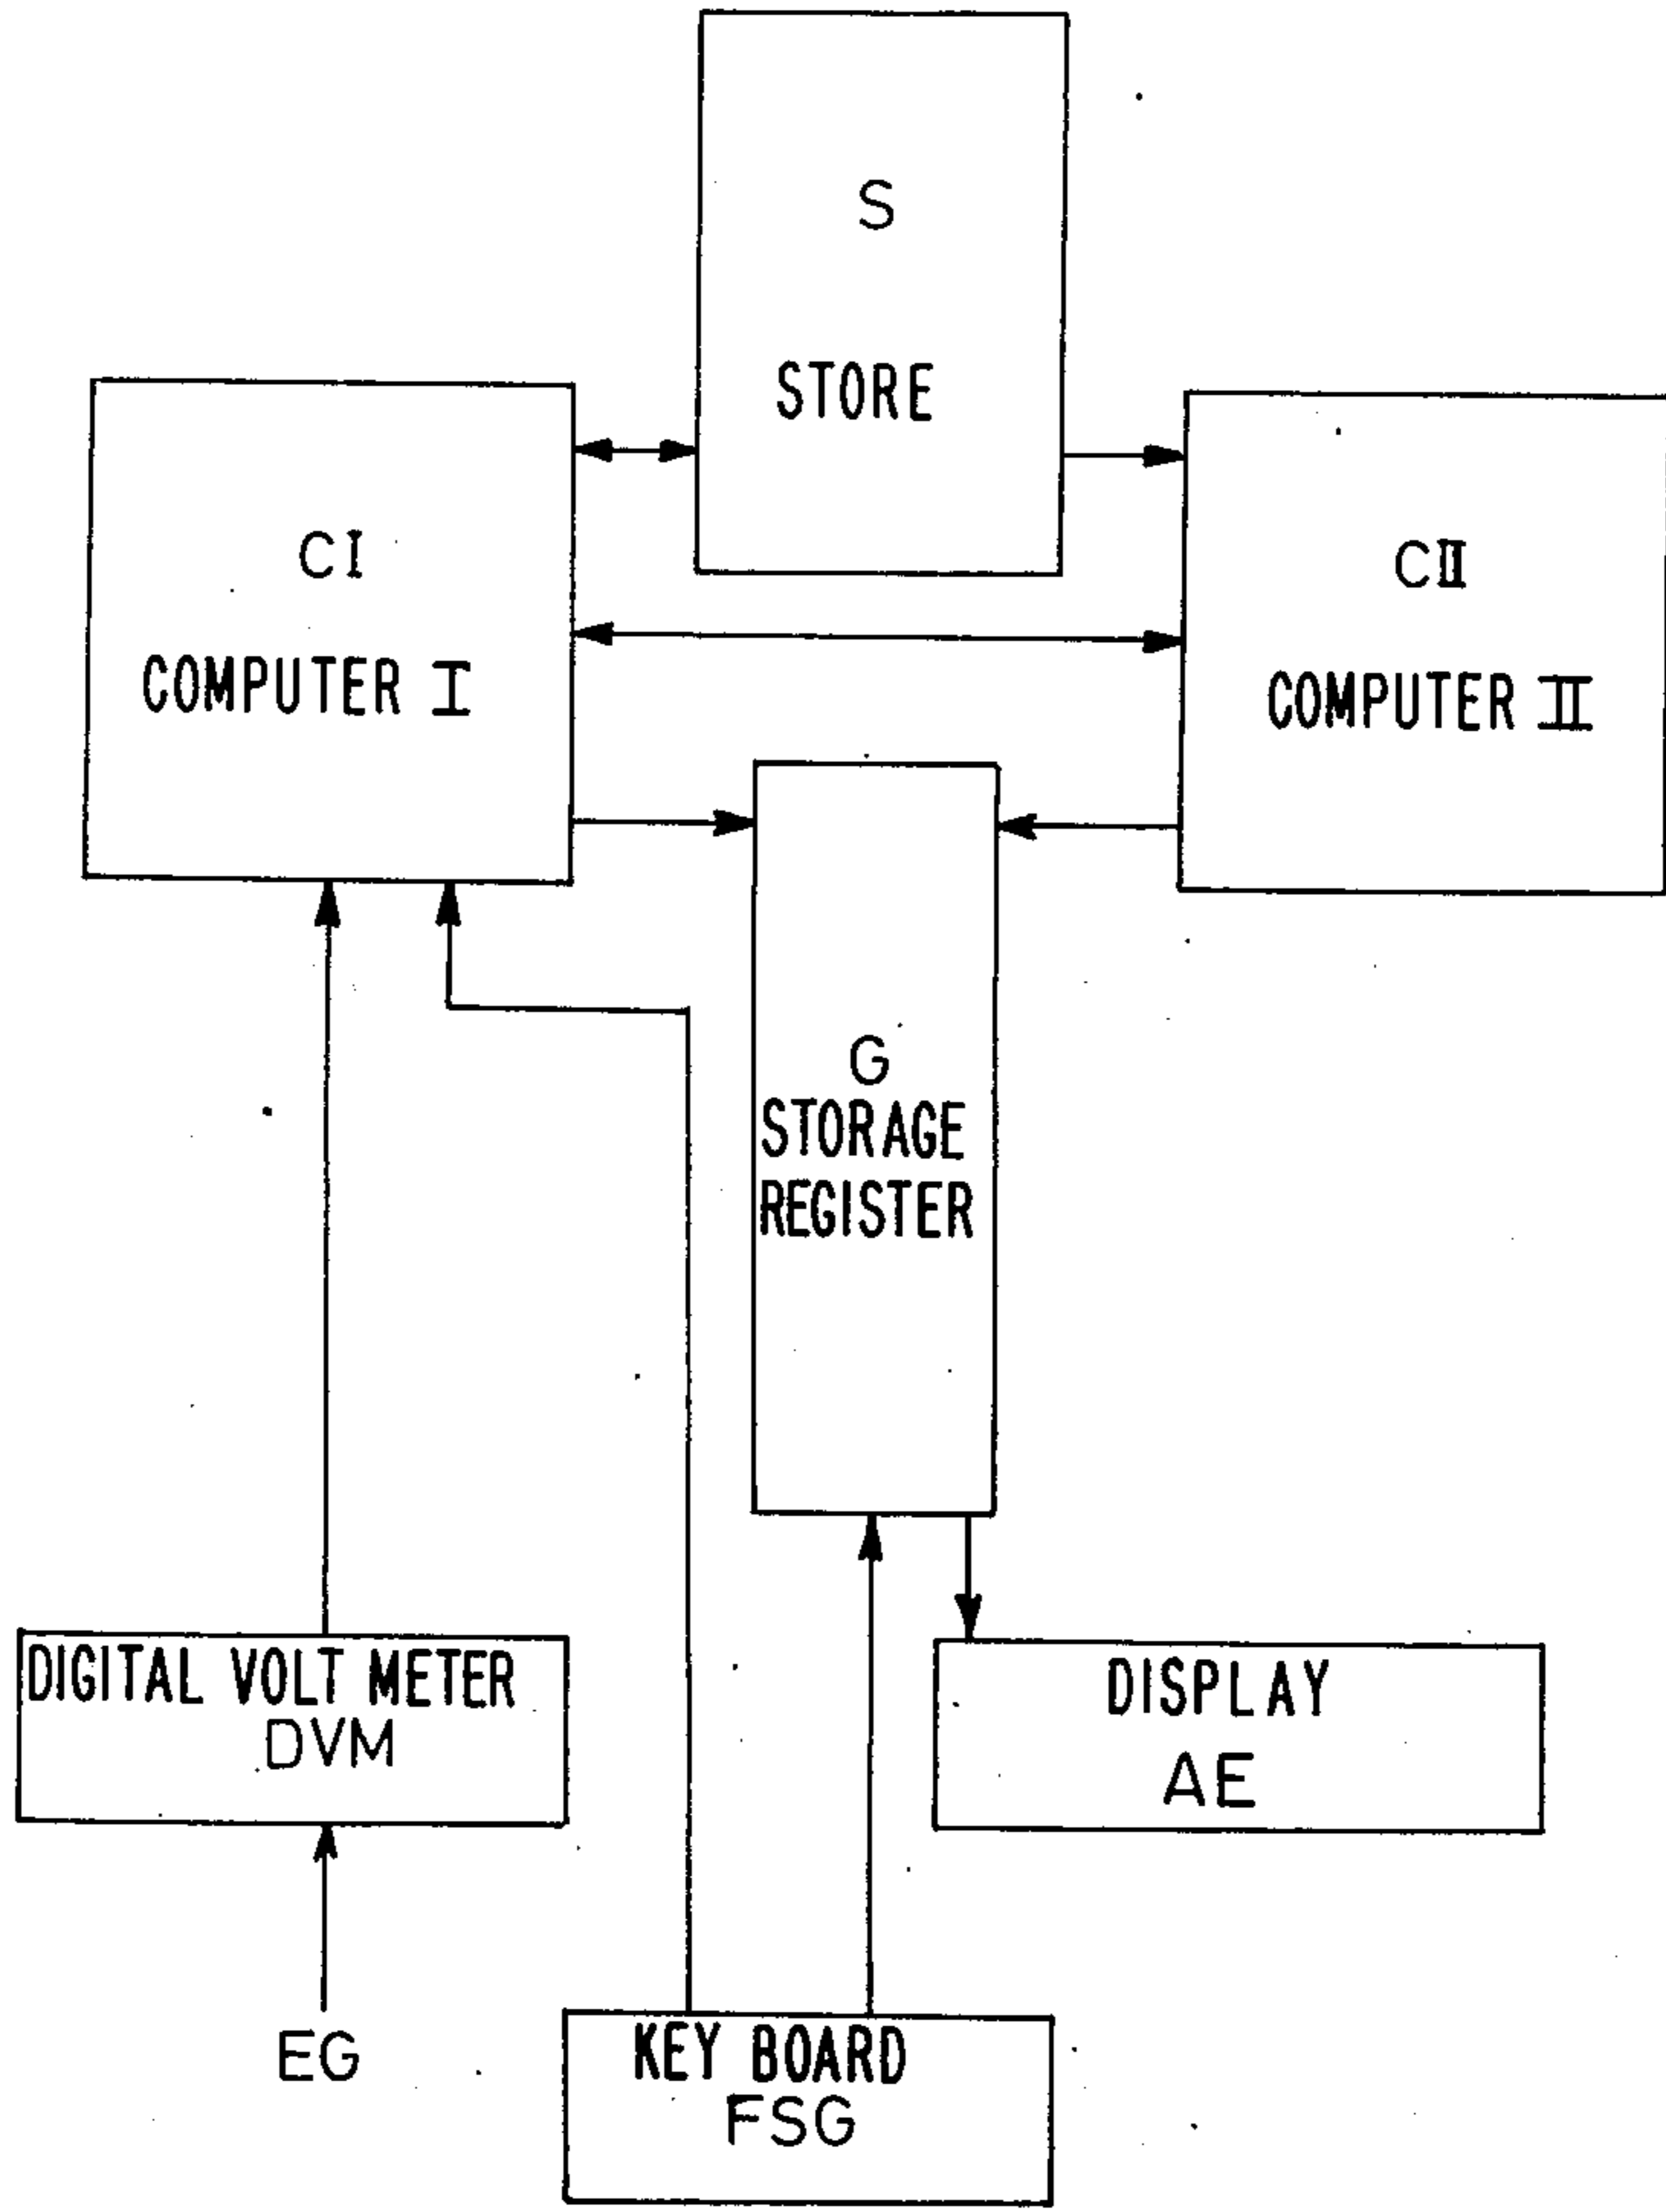 S
STORE
CI
COMPUTER I
CII
COMPUTER II
G
STORAGE
REGISTER
DIGITAL VOLT METER
DVM
DISPLAY
AE
EG
KEY BOARD
FSG